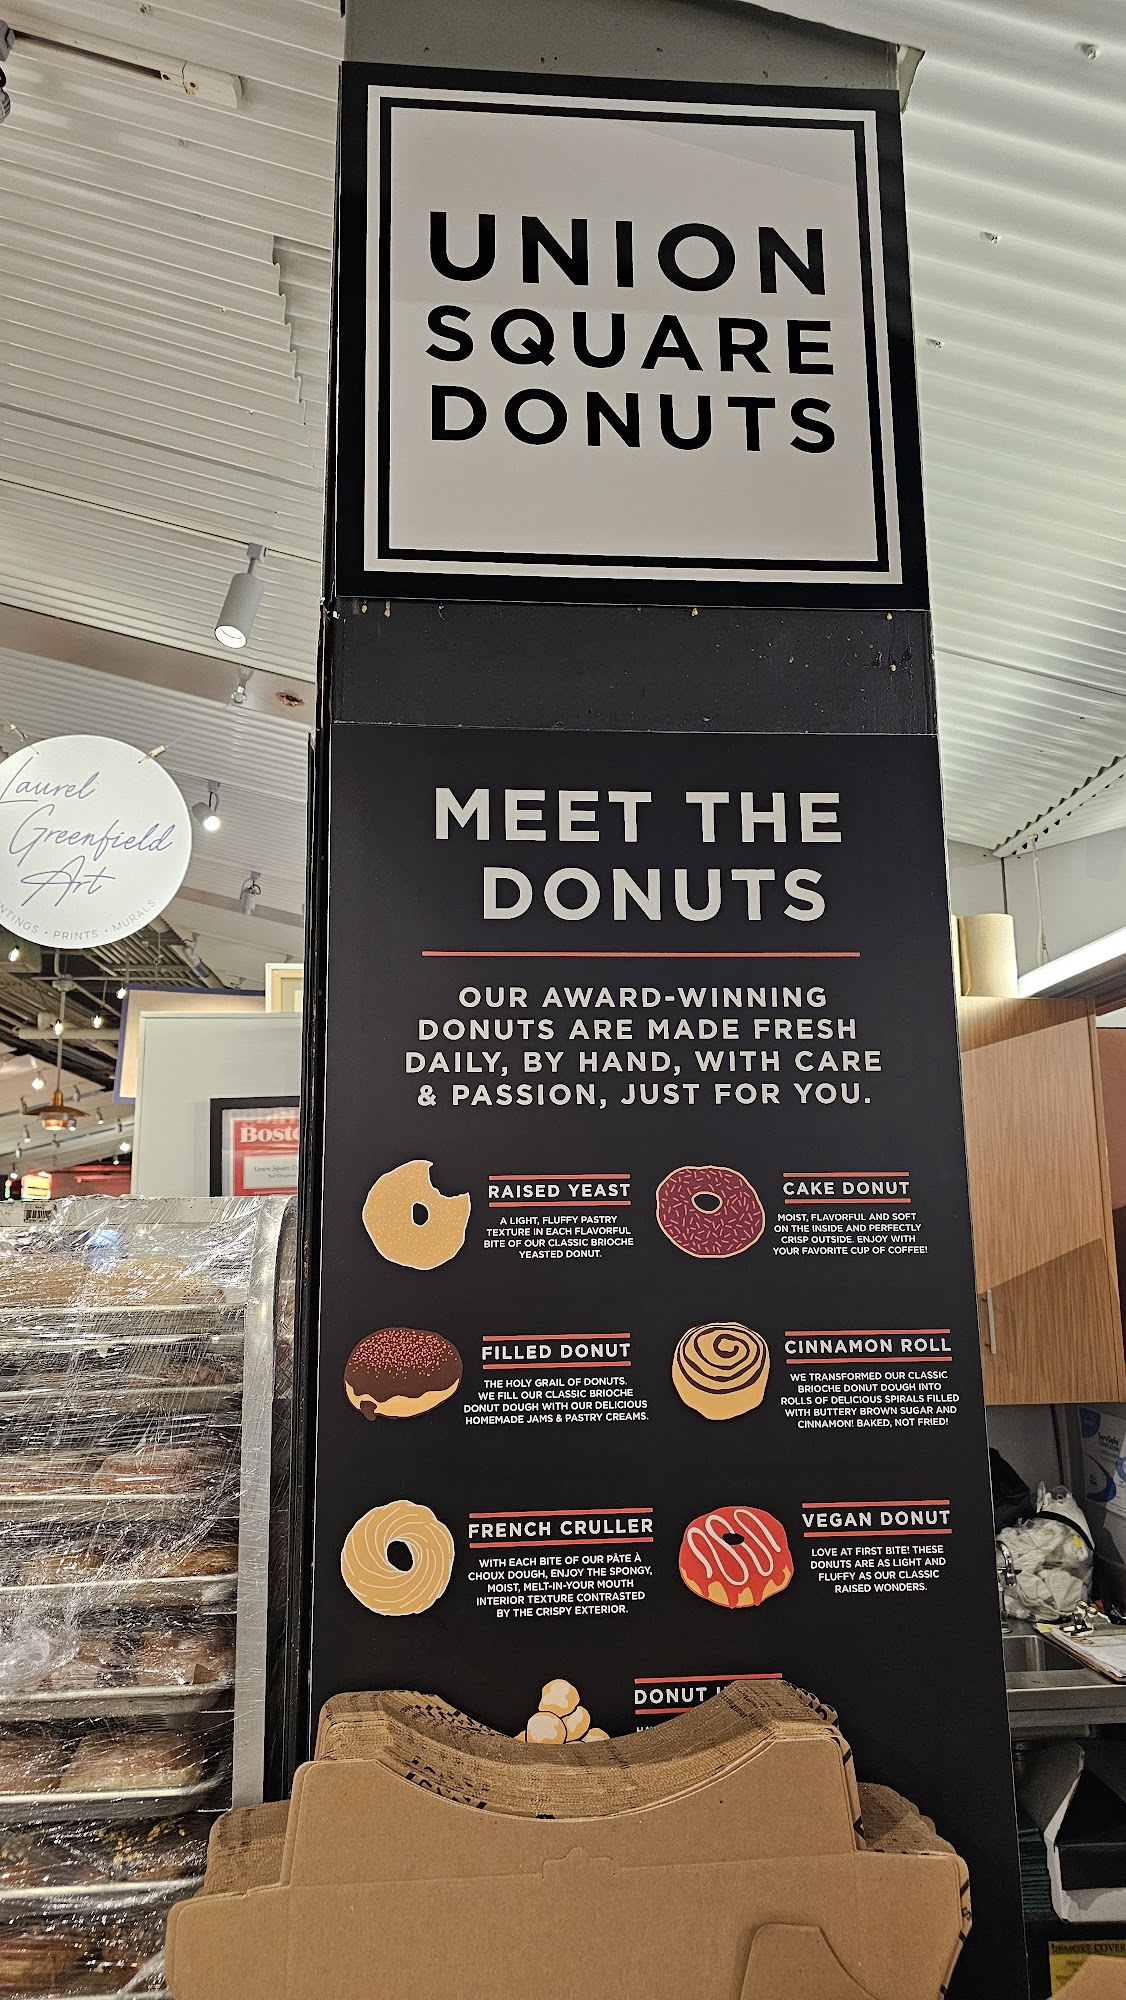 UNION
SQUARE
DONUTS
MEET THE
DONUTS
OUR AWARD-WINNING
DONUTS ARE MADE FRESH
DAILY, BY HAND, WITH CARE
& PASSION, JUST FOR YOU.
RAISED YEAST
A LIGHT, FLUFFY PASTRY
TEXTURE IN EACH FLAVORFUL
BITE OF OUR CLASSIC BRIOCHE
YEASTED DONUT.
CAKE DONUT
MOIST, FLAVORFUL AND SOFT
ON THE INSIDE AND PERFECTLY
CRISP OUTSIDE. ENJOY WITH
YOUR FAVORITE CUP OF COFFEE!
FILLED DONUT
THE HOLY GRAIL OF DONUTS.
WE FILL OUR CLASSIC BRIOCHE
DONUT DOUGH WITH OUR DELICIOUS
HOMEMADE JAMS & PASTRY CREAMS.
CINNAMON ROLL
WE TRANSFORMED OUR CLASSIC
BRIOCHE DONUT DOUGH INTO
ROLLS OF DELICIOUS SPIRALS FILLED
WITH BUTTERY BROWN SUGAR AND
CINNAMON! BAKED, NOT FRIED!
FRENCH CRULLER
WITH EACH BITE OF OUR PÂTE À
CHOUX DOUGH, ENJOY THE SPONGY,
MOIST, MELT-IN-YOUR MOUTH
INTERIOR TEXTURE CONTRASTED
BY THE CRISPY EXTERIOR.
VEGAN DONUT
LOVE AT FIRST BITE! THESE
DONUTS ARE AS LIGHT AND
FLUFFY AS OUR CLASSIC
RAISED WONDERS.
DONUT
Laurel
Greenfield
Art
NTINGS • PRINTS • MURALS
Bost
Union Square D
REMOVE COVER